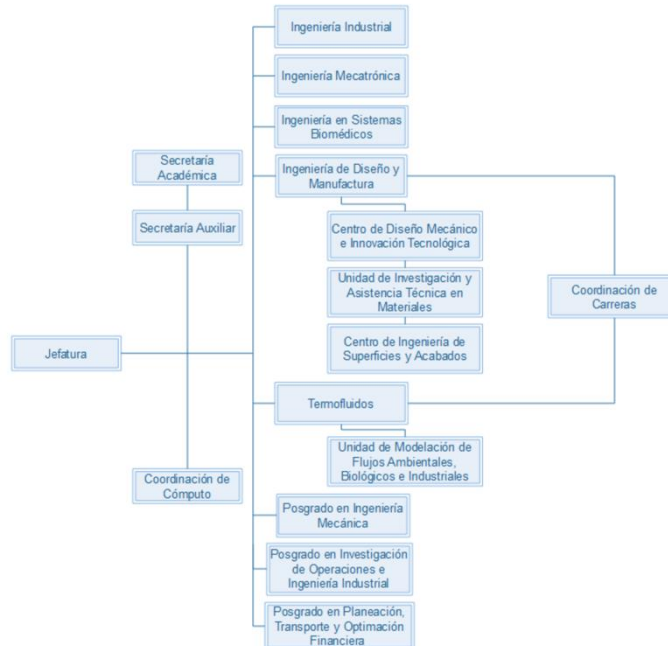 Ingeniería Industrial
Ingeniería Mecatrónica
Ingeniería en Sistemas
Biomédicos
Secretaría
Académica
Ingeniería de Diseño y
Manufactura
Secretaría Auxiliar
Centro de Diseño Mecánico
e Innovación Tecnológica
Unidad de Investigación y
Asistencia Técnica en
Materiales
Coordinación de
Carreras
Jefatura
Centro de Ingeniería de
Superficies y Acabados
Termofluidos
Unidad de Modelación de
Flujos Ambientales,
Biológicos e Industriales
Coordinación de
Cómputo
Posgrado en Ingeniería
Mecánica
Posgrado en Investigación
de Operaciones e
Ingeniería Industrial
Posgrado en Planeación,
Transporte y Optimación
Financiera